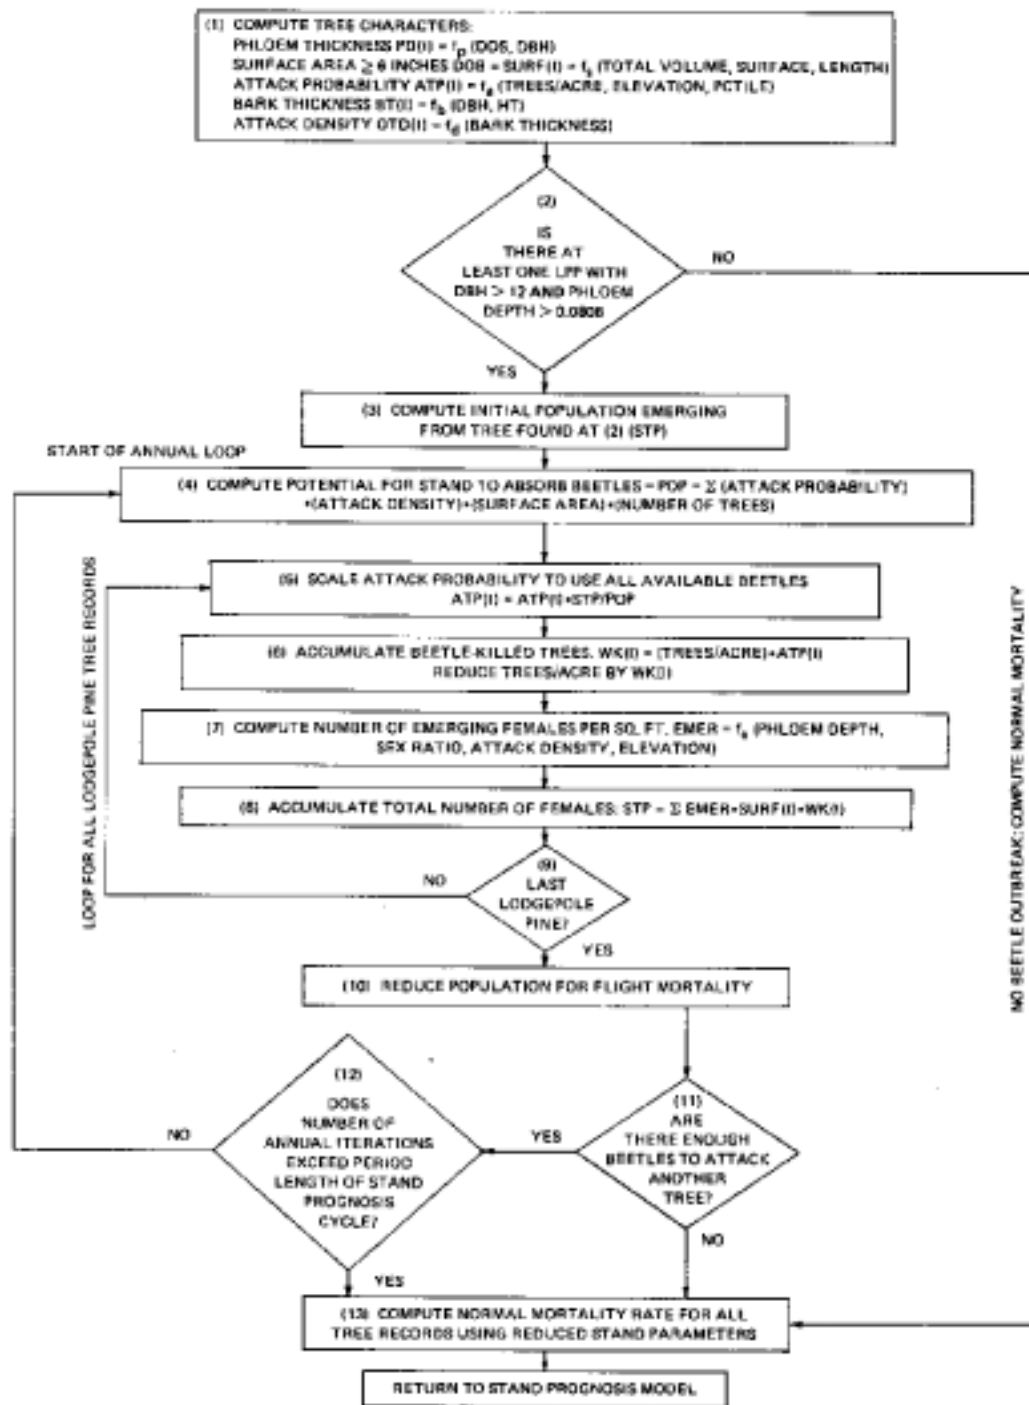 (1) COMPUTE TREE CHARACTERS:
PHLOEM THICKNESS PD(I) = fp (DDS, DBH)
SURFACE AREA ≥ 6 INCHES DOB = SURF(I) = fs (TOTAL VOLUME, SURFACE, LENGTH)
ATTACK PROBABILITY ATP(I) = fa (TREES/ACRE, ELEVATION, PCTILE)
BARK THICKNESS BT(I) = fb (DBH, HT)
ATTACK DENSITY OTD(I) = fd (BARK THICKNESS)
(2)
IS
THERE AT
LEAST ONE LPP WITH
DBH > 12 AND PHLOEM
DEPTH > 0.0806
NO
YES
(3) COMPUTE INITIAL POPULATION EMERGING
FROM TREE FOUND AT (2) (STP)
START OF ANNUAL LOOP
(4) COMPUTE POTENTIAL FOR STAND TO ABSORB BEETLES = POP = Σ (ATTACK PROBABILITY)
*(ATTACK DENSITY)*(SURFACE AREA)*(NUMBER OF TREES)
LOOP FOR ALL LODGEPOLE PINE TREE RECORDS
(5) SCALE ATTACK PROBABILITY TO USE ALL AVAILABLE BEETLES
ATP(I) = ATP(I)*STP/POP
(6) ACCUMULATE BEETLE-KILLED TREES. WK(I) = (TREES/ACRE)*ATP(I)
REDUCE TREES/ACRE BY WK(I)
(7) COMPUTE NUMBER OF EMERGING FEMALES PER SQ. FT. EMER = fe (PHLOEM DEPTH,
SEX RATIO, ATTACK DENSITY, ELEVATION)
(8) ACCUMULATE TOTAL NUMBER OF FEMALES: STP = Σ EMER*SURF(I)*WK(I)
(9)
LAST
LODGEPOLE
PINE?
NO
YES
(10) REDUCE POPULATION FOR FLIGHT MORTALITY
(11)
ARE
THERE ENOUGH
BEETLES TO ATTACK
ANOTHER
TREE?
YES
NO
(12)
DOES
NUMBER OF
ANNUAL ITERATIONS
EXCEED PERIOD
LENGTH OF STAND
PROGNOSIS
CYCLE?
NO
YES
NO BEETLE OUTBREAK: COMPUTE NORMAL MORTALITY
(13) COMPUTE NORMAL MORTALITY RATE FOR ALL
TREE RECORDS USING REDUCED STAND PARAMETERS
RETURN TO STAND PROGNOSIS MODEL